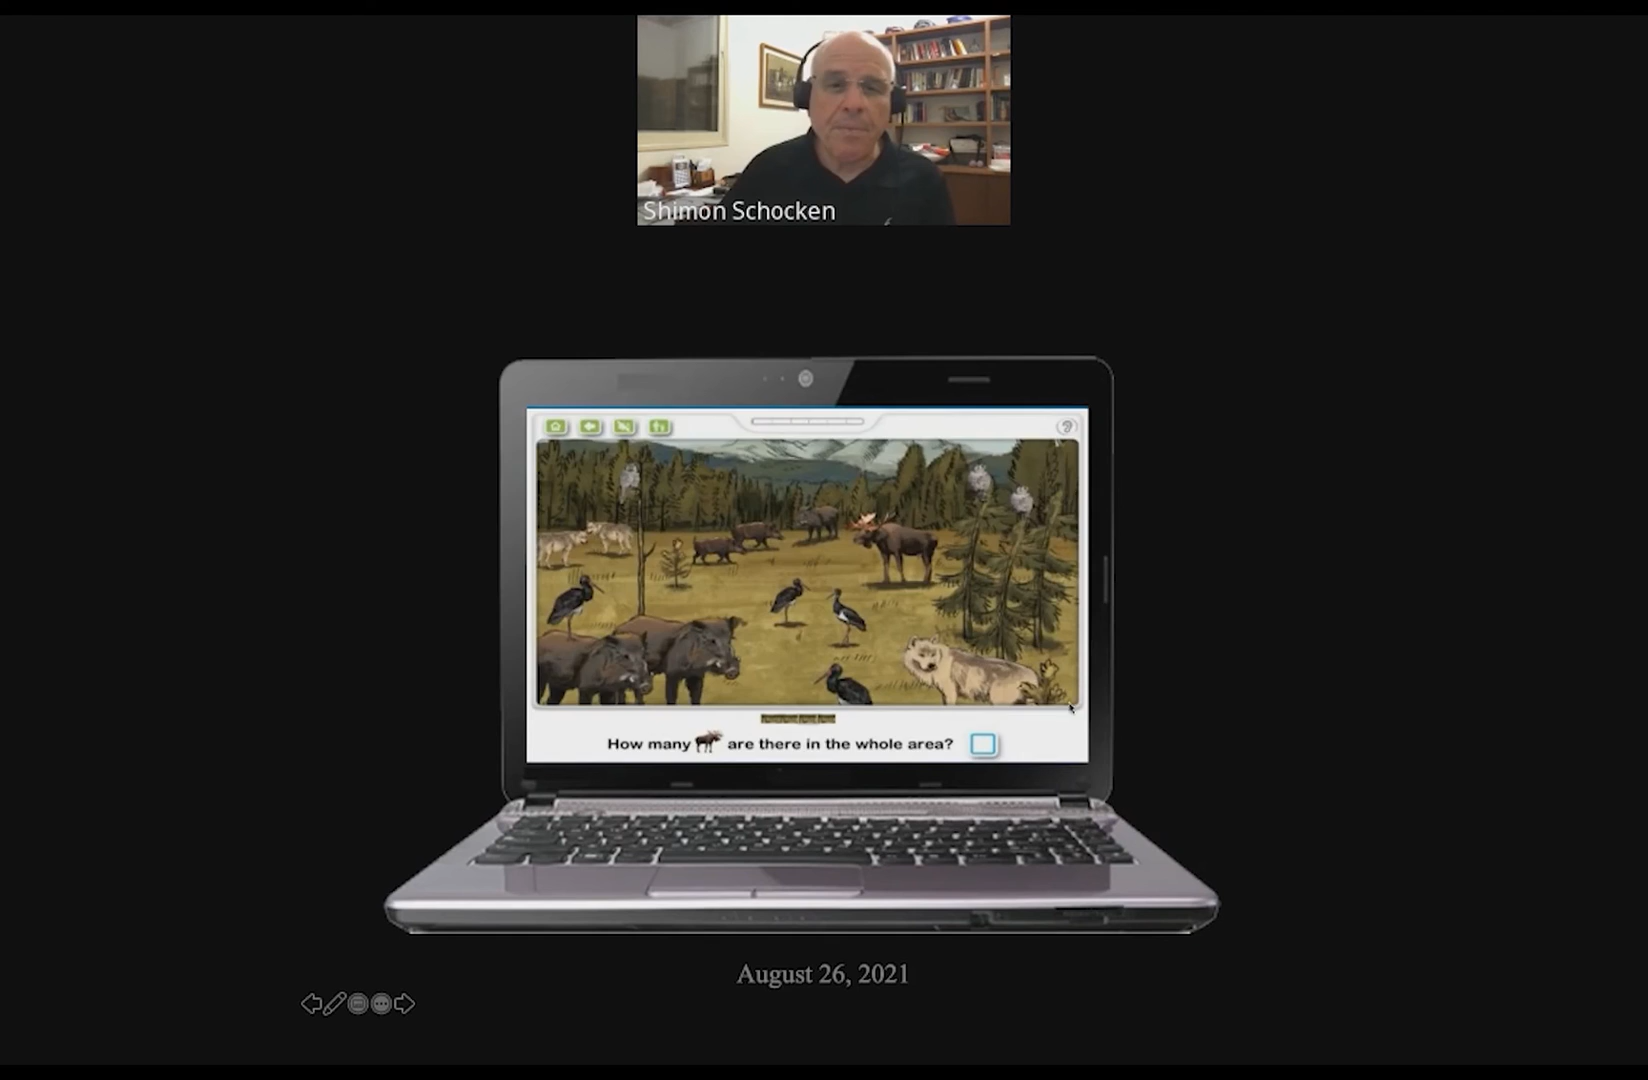 Shimon Schocken
How many are there in the whole area?
August 26, 2021